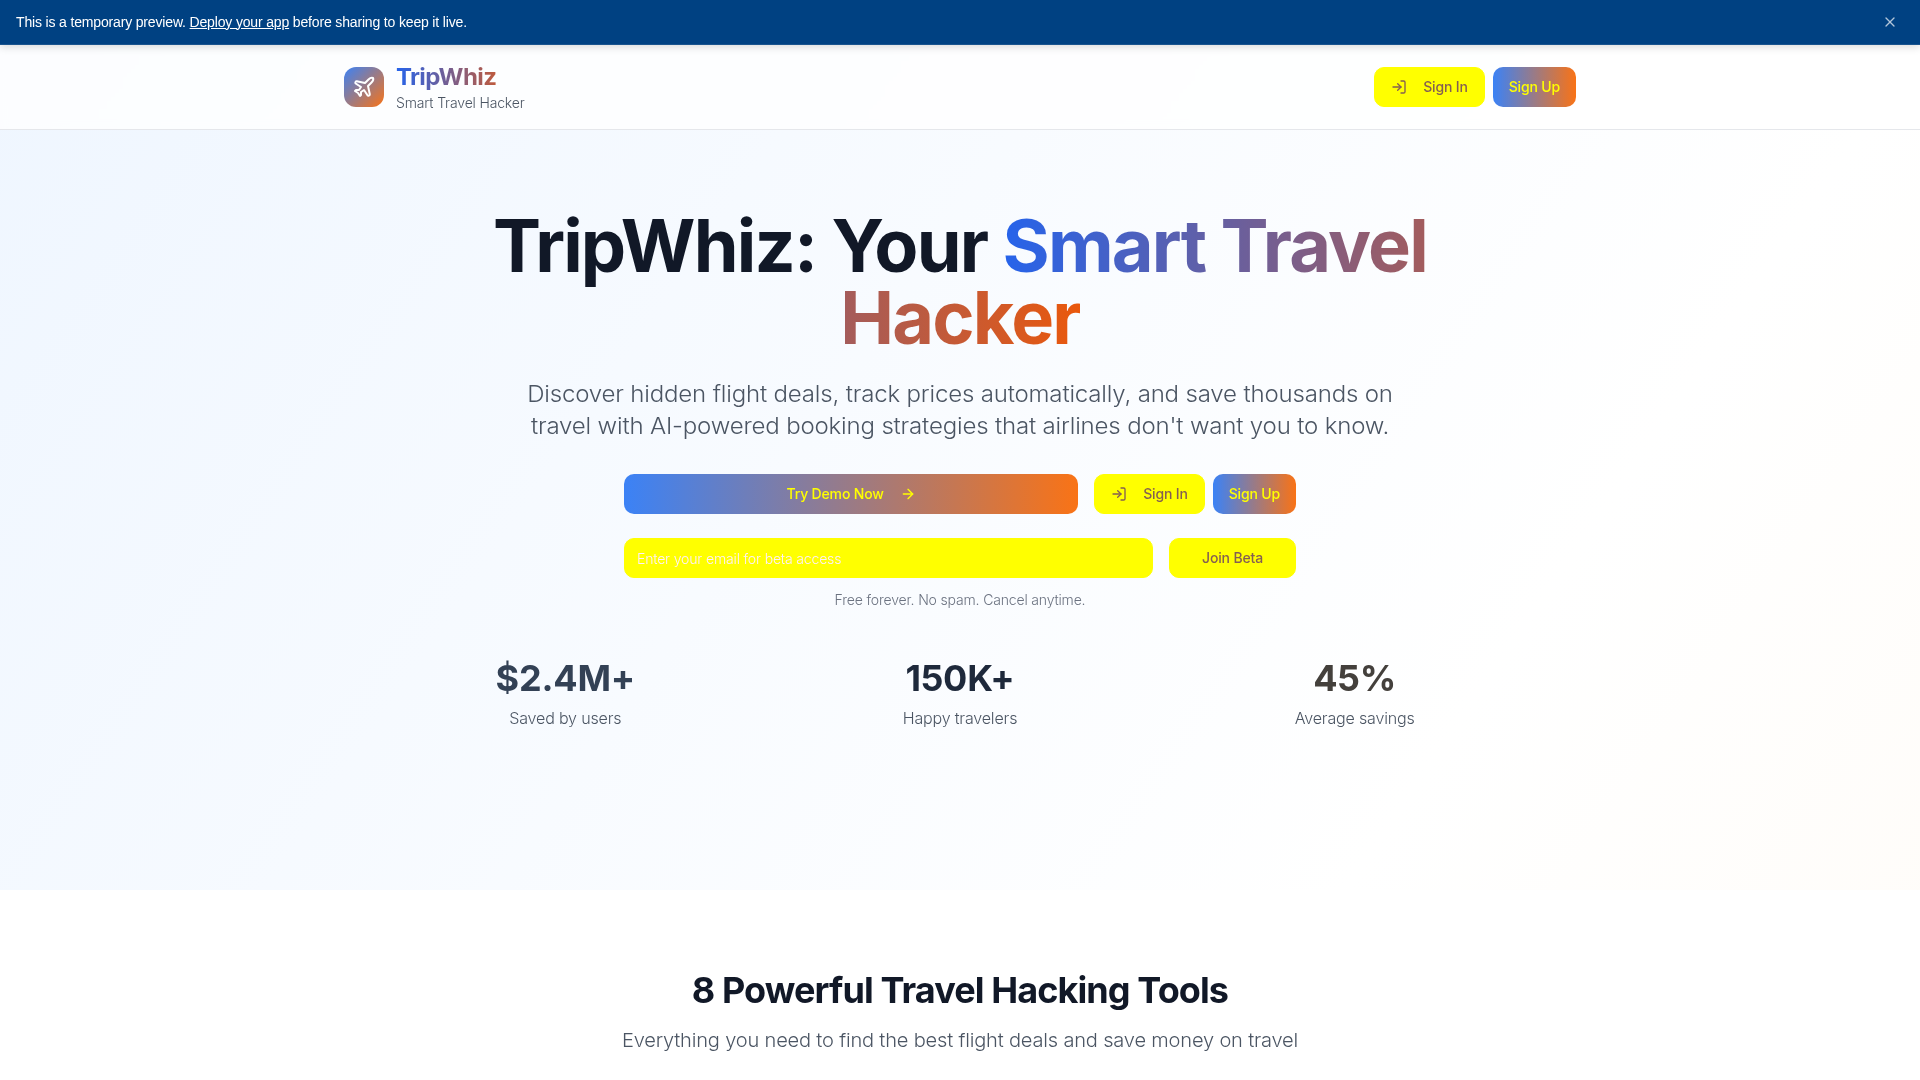 This is a temporary preview. Deploy your app before sharing to keep it live.
TripWhiz
Smart Travel Hacker
Sign In
Sign Up
TripWhiz: Your Smart Travel
Hacker
Discover hidden flight deals, track prices automatically, and save thousands on
travel with AI-powered booking strategies that airlines don't want you to know.
Try Demo Now
Sign In
Sign Up
Enter your email for beta access
Join Beta
Free forever. No spam. Cancel anytime.
$2.4M+
Saved by users
150K+
Happy travelers
45%
Average savings
8 Powerful Travel Hacking Tools
Everything you need to find the best flight deals and save money on travel